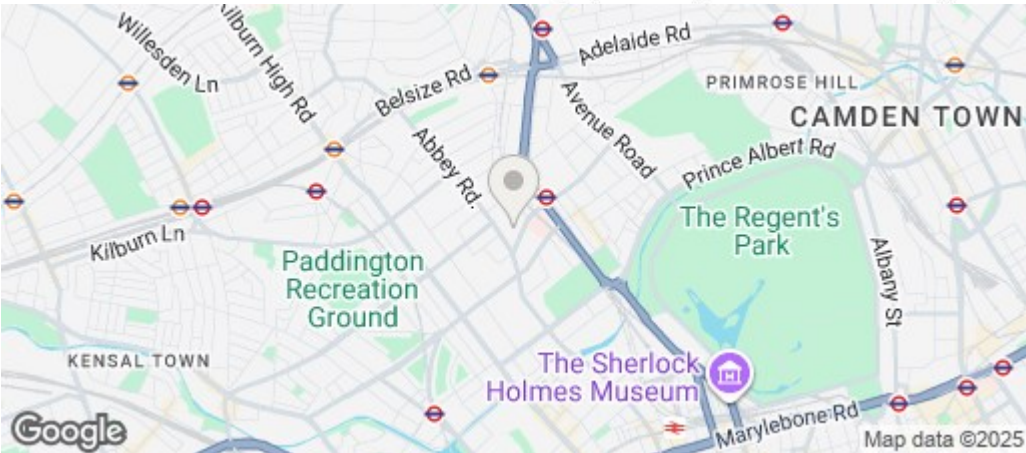 Willesden Ln
Kilburn High Rd
Adelaide Rd
Belsize Rd
PRIMROSE HILL
Avenue Road
CAMDEN TOWN
Abbey Rd.
Prince Albert Rd
The Regent's
Park
Kilburn Ln
Paddington
Recreation
Ground
Albany St
KENSAL TOWN
The Sherlock
Holmes Museum
Marylebone Rd
Google
Map data ©2025